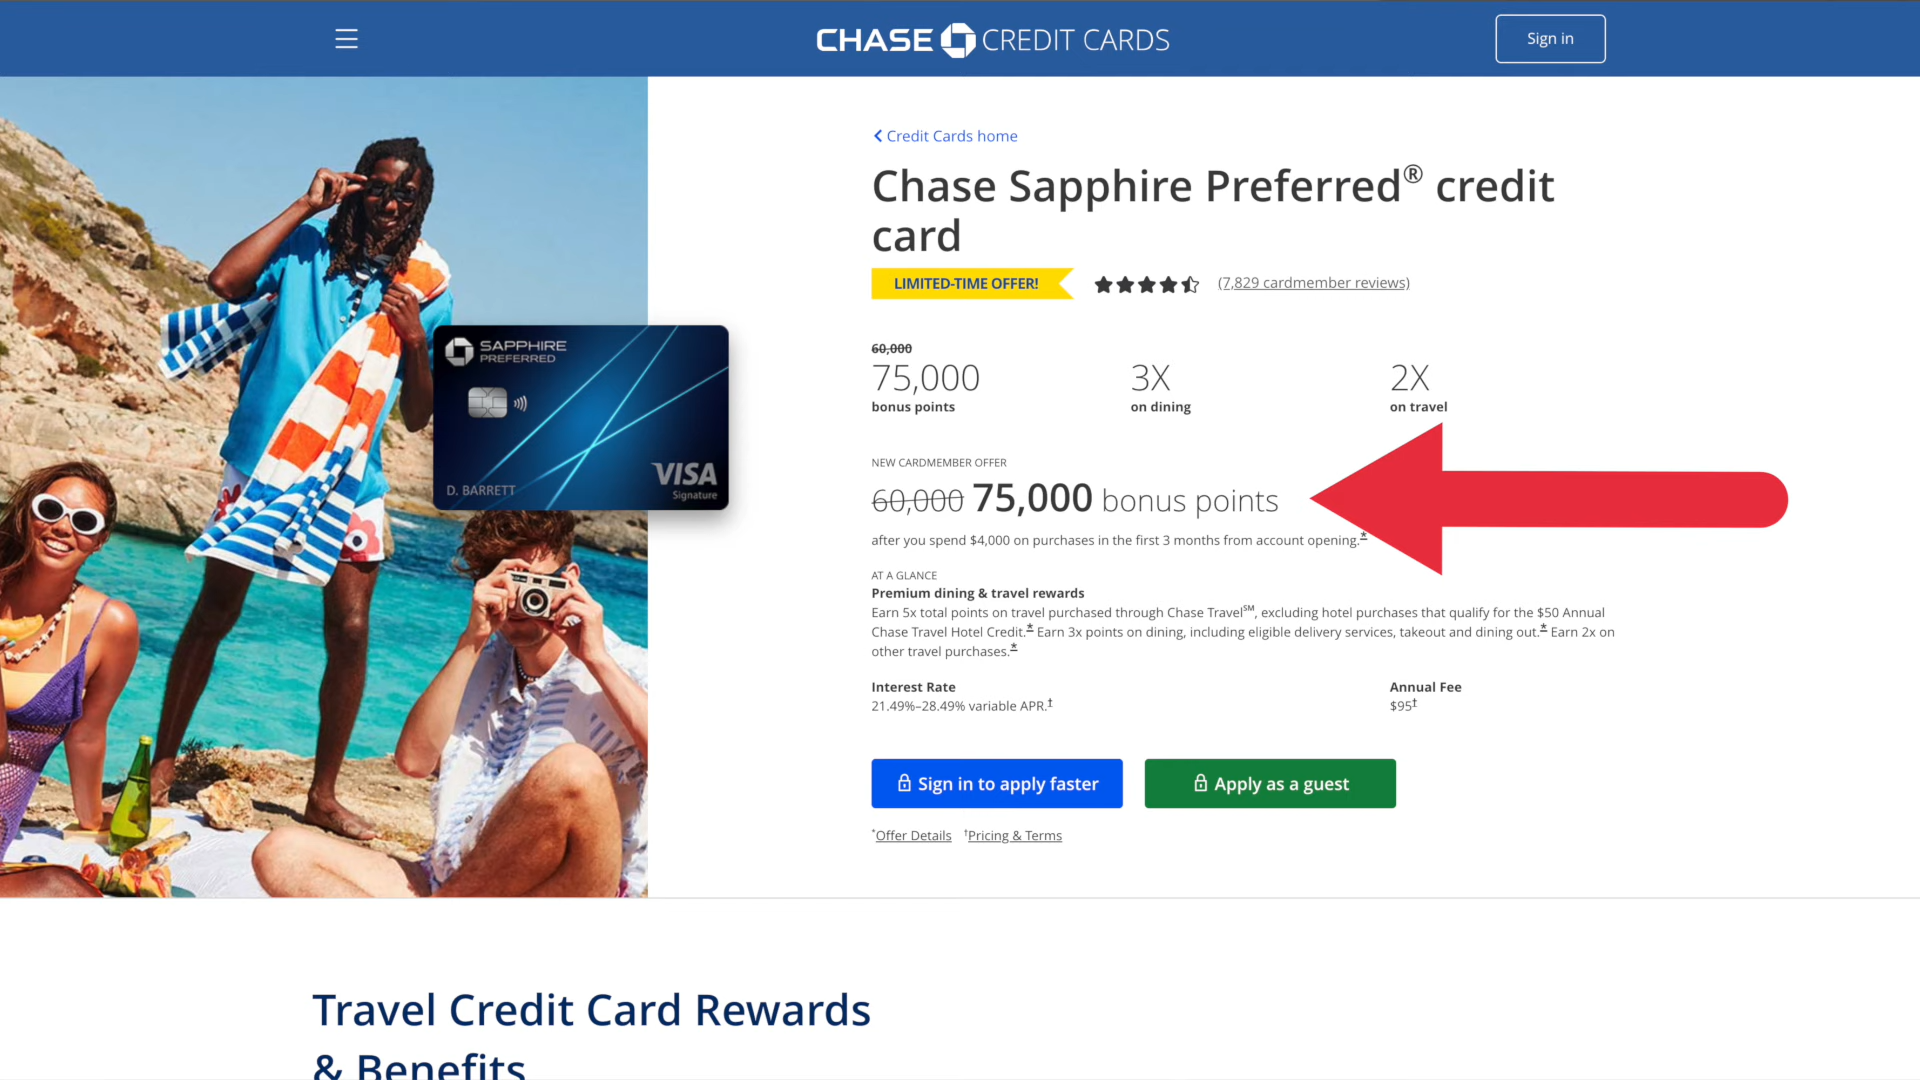 CHASE CREDIT CARDS
Sign in
Credit Cards home
Chase Sapphire Preferred® credit
card
LIMITED-TIME OFFER!
(7,829 cardmember reviews)
SAPPHIRE
PREFERRED
D. BARRETT
VISA
Signature
60,000
75,000
bonus points
3X
on dining
2X
on travel
NEW CARDMEMBER OFFER
60,000 75,000 bonus points
after you spend $4,000 on purchases in the first 3 months from account opening.*
AT A GLANCE
Premium dining & travel rewards
Earn 5x total points on travel purchased through Chase Travel℠, excluding hotel purchases that qualify for the $50 Annual
Chase Travel Hotel Credit.* Earn 3x points on dining, including eligible delivery services, takeout and dining out.* Earn 2x on
other travel purchases.*
Interest Rate
21.49%–28.49% variable APR.†
Annual Fee
$95†
Sign in to apply faster
Apply as a guest
*Offer Details †Pricing & Terms
Travel Credit Card Rewards
& Benefits